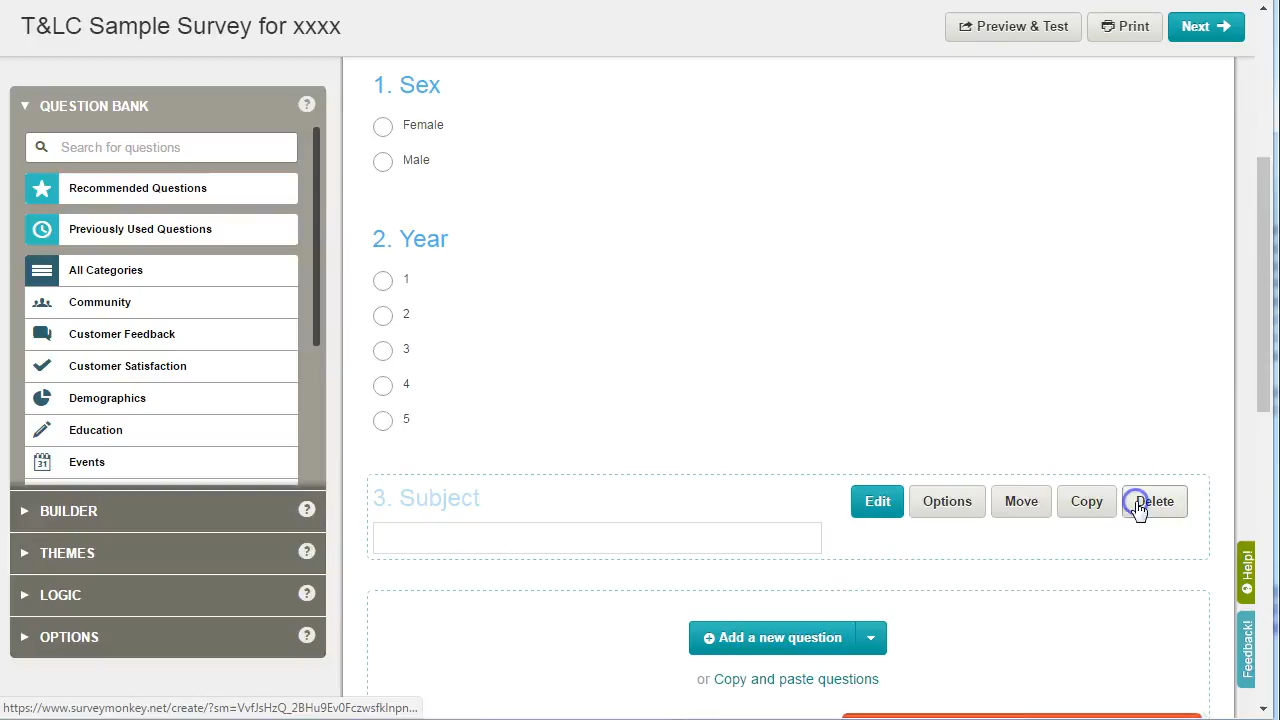 T&LC Sample Survey for xxxx
Preview & Test
Print
Next
QUESTION BANK
?
Search for questions
Recommended Questions
Previously Used Questions
All Categories
Community
Customer Feedback
Customer Satisfaction
Demographics
Education
31
Events
BUILDER
?
THEMES
?
LOGIC
?
OPTIONS
?
1. Sex
Female
Male
2. Year
1
2
3
4
5
3. Subject
Edit
Options
Move
Copy
Delete
Add a new question
or Copy and paste questions
Help!
Feedback!
https://www.surveymonkey.net/create/?sm=VvfJsHzQ_2BHu9Ev0FczwsfkInpn...